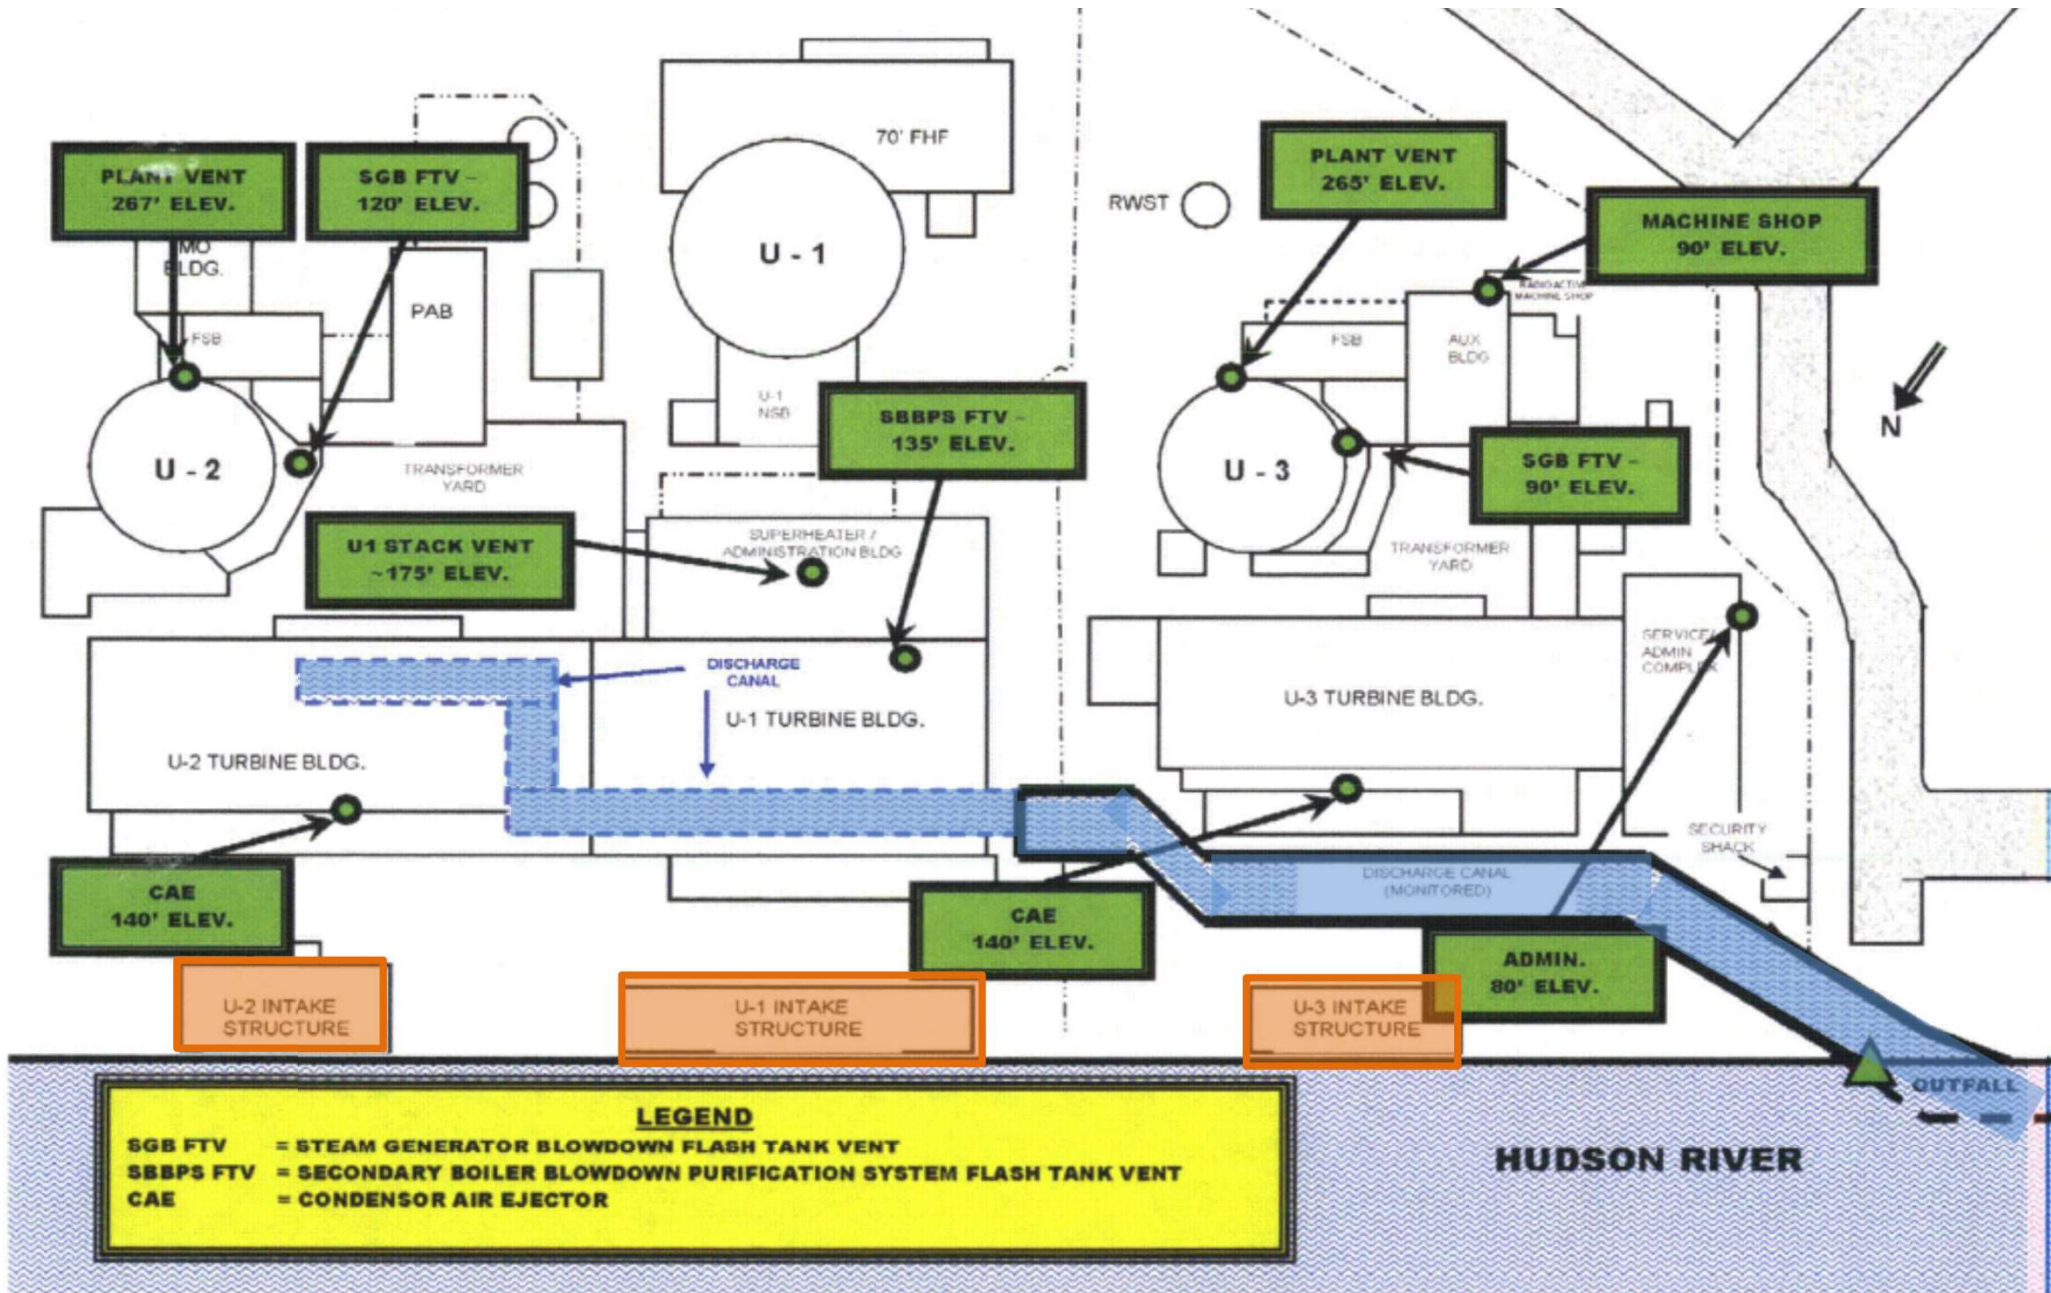 70' FHF
PLANT VENT
267' ELEV.
SGB FTV –
120' ELEV.
PLANT VENT
265' ELEV.
MACHINE SHOP
90' ELEV.
RWST
U - 1
MO
BLDG.
RADIOACTIVE
MACHINE SHOP
PAB
FSB
FSB
AUX
BLDG
U-1
NSB
SBBPS FTV –
135' ELEV.
N
U - 2
TRANSFORMER
YARD
U - 3
SGB FTV –
90' ELEV.
U1 STACK VENT
~175' ELEV.
SUPERHEATER /
ADMINISTRATION BLDG
TRANSFORMER
YARD
SERVICE/
ADMIN
COMPLEX
DISCHARGE
CANAL
U-1 TURBINE BLDG.
U-3 TURBINE BLDG.
U-2 TURBINE BLDG.
SECURITY
SHACK
DISCHARGE CANAL
(MONITORED)
CAE
140' ELEV.
CAE
140' ELEV.
ADMIN.
80' ELEV.
U-2 INTAKE
STRUCTURE
U-1 INTAKE
STRUCTURE
U-3 INTAKE
STRUCTURE
OUTFALL
LEGEND
SGB FTV = STEAM GENERATOR BLOWDOWN FLASH TANK VENT
SBBPS FTV = SECONDARY BOILER BLOWDOWN PURIFICATION SYSTEM FLASH TANK VENT
CAE = CONDENSOR AIR EJECTOR
HUDSON RIVER